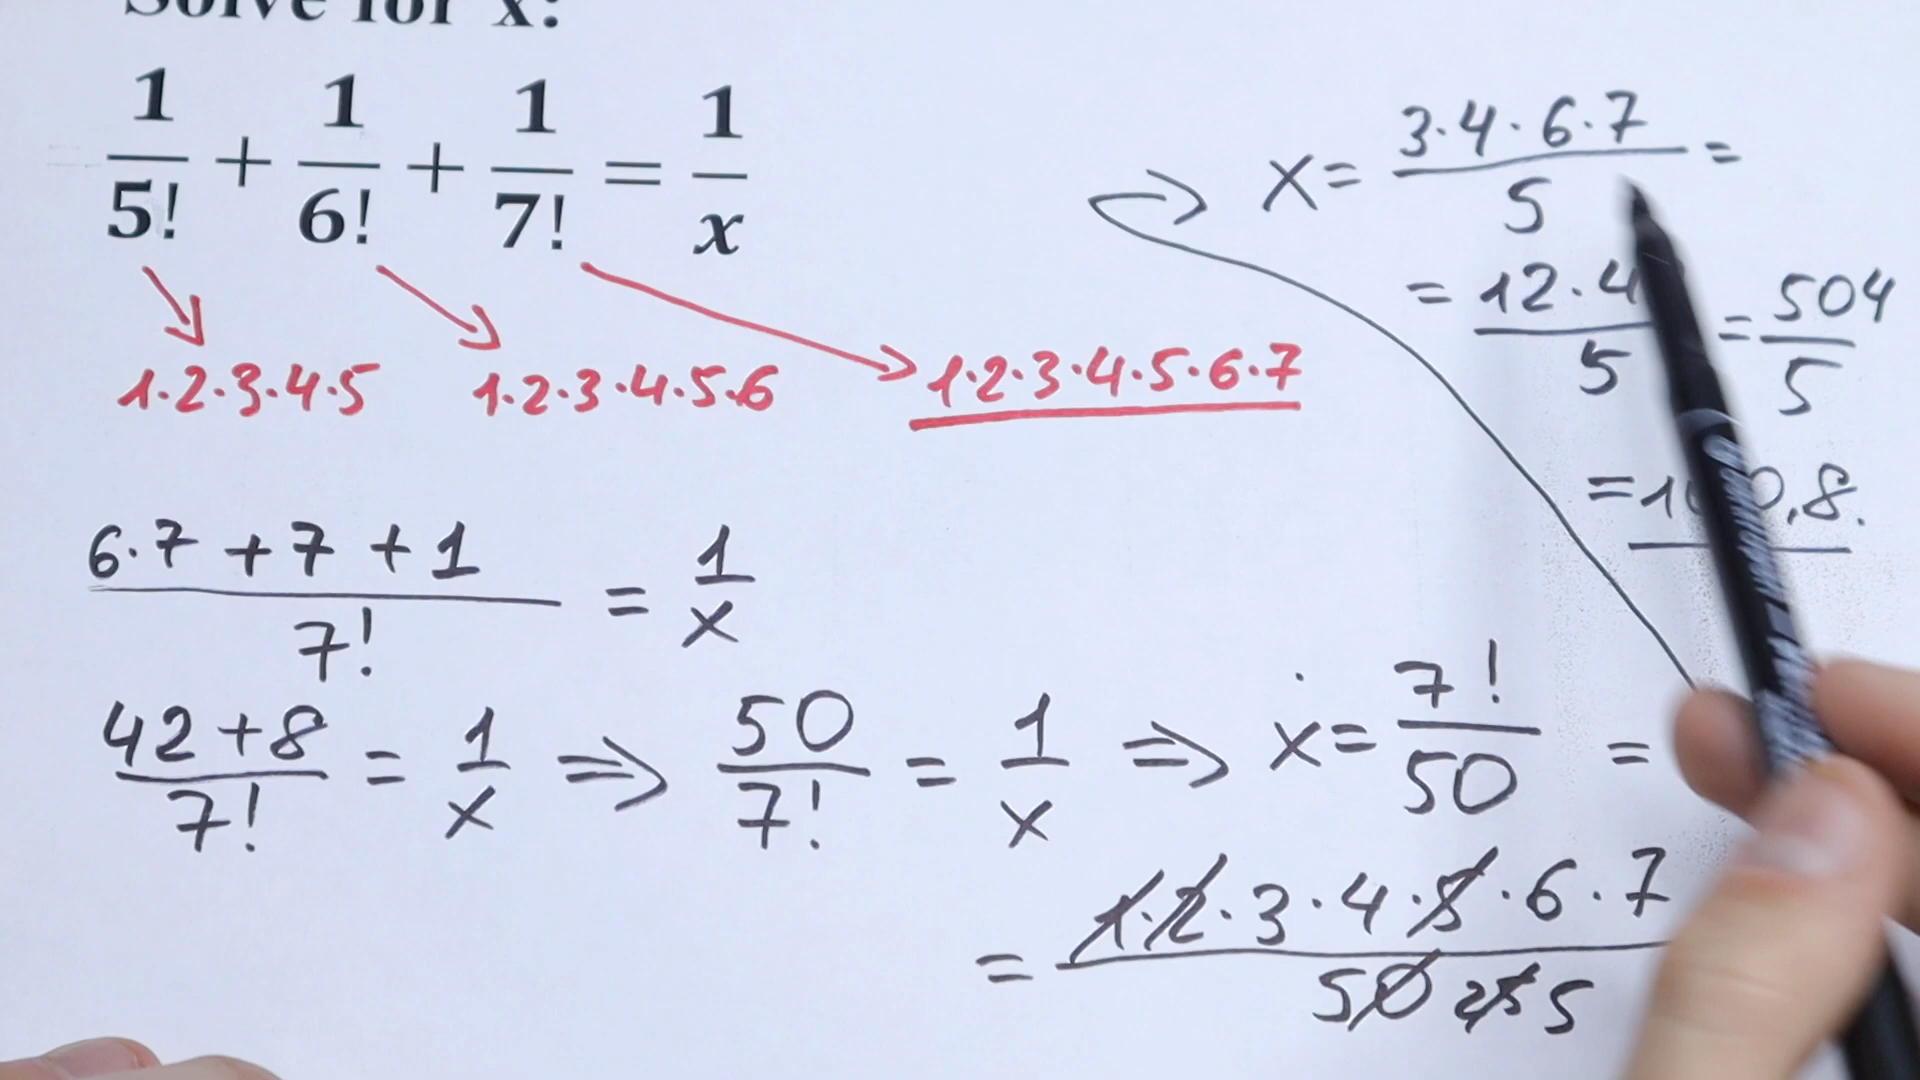 Solve for x:
1/5! + 1/6! + 1/7! = 1/x
1·2·3·4·5 1·2·3·4·5·6 1·2·3·4·5·6·7
6·7 + 7 + 1 / 7! = 1/x
42 + 8 / 7! = 1/x ⇒ 50/7! = 1/x ⇒ x = 7!/50 =
= 1·2·3·4·5·6·7 / 50 25 5
x = 3·4·6·7 / 5 =
= 12·4 / 5 = 504/5
= 1 0,8.